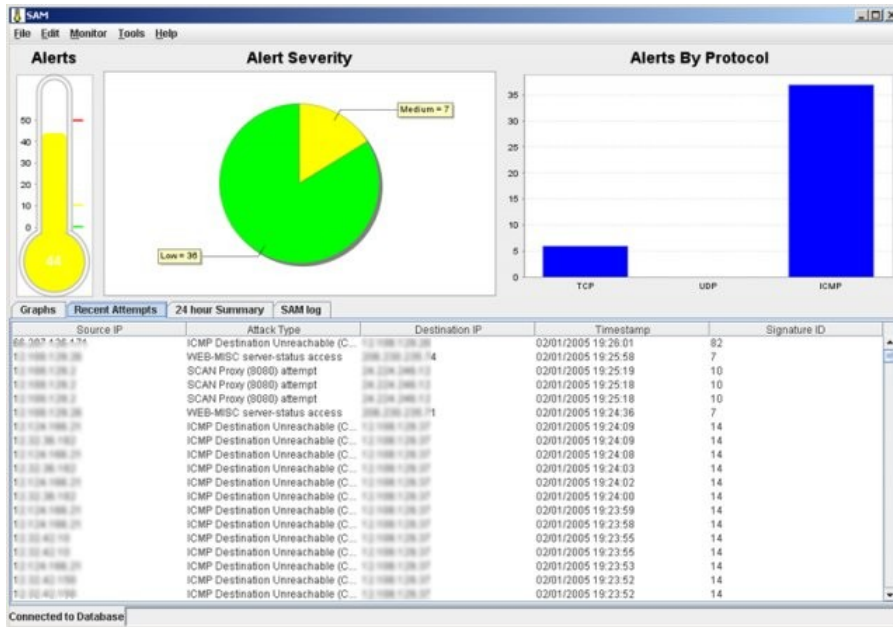 SAM
File Edit Monitor Tools Help
Alerts
Alert Severity
Alerts By Protocol
50
40
30
20
10
0
44
Medium = 7
Low = 36
35
30
25
20
15
10
5
0
TCP
UDP
ICMP
Graphs Recent Attempts 24 hour Summary SAM log
Source IP Attack Type Destination IP Timestamp Signature ID
ICMP Destination Unreachable (C... 02/01/2005 19:26:01 82
WEB-MISC server-status access 02/01/2005 19:25:58 7
SCAN Proxy (8080) attempt 02/01/2005 19:25:19 10
SCAN Proxy (8080) attempt 02/01/2005 19:25:18 10
SCAN Proxy (8080) attempt 02/01/2005 19:25:18 10
WEB-MISC server-status access 02/01/2005 19:24:36 7
ICMP Destination Unreachable (C... 02/01/2005 19:24:09 14
ICMP Destination Unreachable (C... 02/01/2005 19:24:09 14
ICMP Destination Unreachable (C... 02/01/2005 19:24:08 14
ICMP Destination Unreachable (C... 02/01/2005 19:24:03 14
ICMP Destination Unreachable (C... 02/01/2005 19:24:02 14
ICMP Destination Unreachable (C... 02/01/2005 19:24:00 14
ICMP Destination Unreachable (C... 02/01/2005 19:23:59 14
ICMP Destination Unreachable (C... 02/01/2005 19:23:58 14
ICMP Destination Unreachable (C... 02/01/2005 19:23:55 14
ICMP Destination Unreachable (C... 02/01/2005 19:23:55 14
ICMP Destination Unreachable (C... 02/01/2005 19:23:53 14
ICMP Destination Unreachable (C... 02/01/2005 19:23:52 14
ICMP Destination Unreachable (C... 02/01/2005 19:23:52 14
Connected to Database